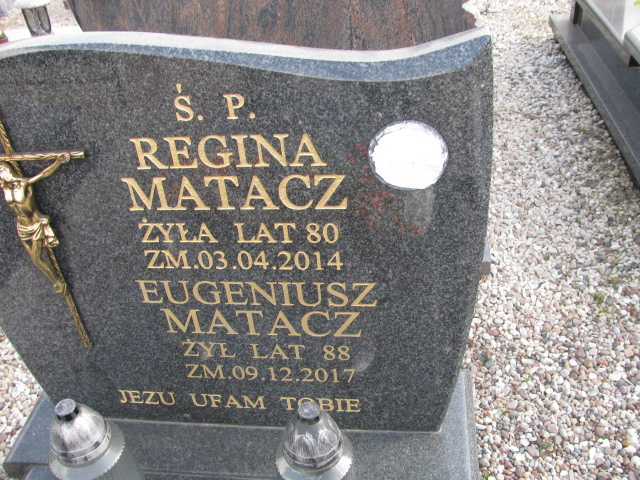 Ś. P.
REGINA
MATACZ
ŻYŁA LAT 80
ZM.03.04.2014
EUGENIUSZ
MATACZ
ŻYŁ LAT 88
ZM.09.12.2017
JEZU UFAM TOBIE